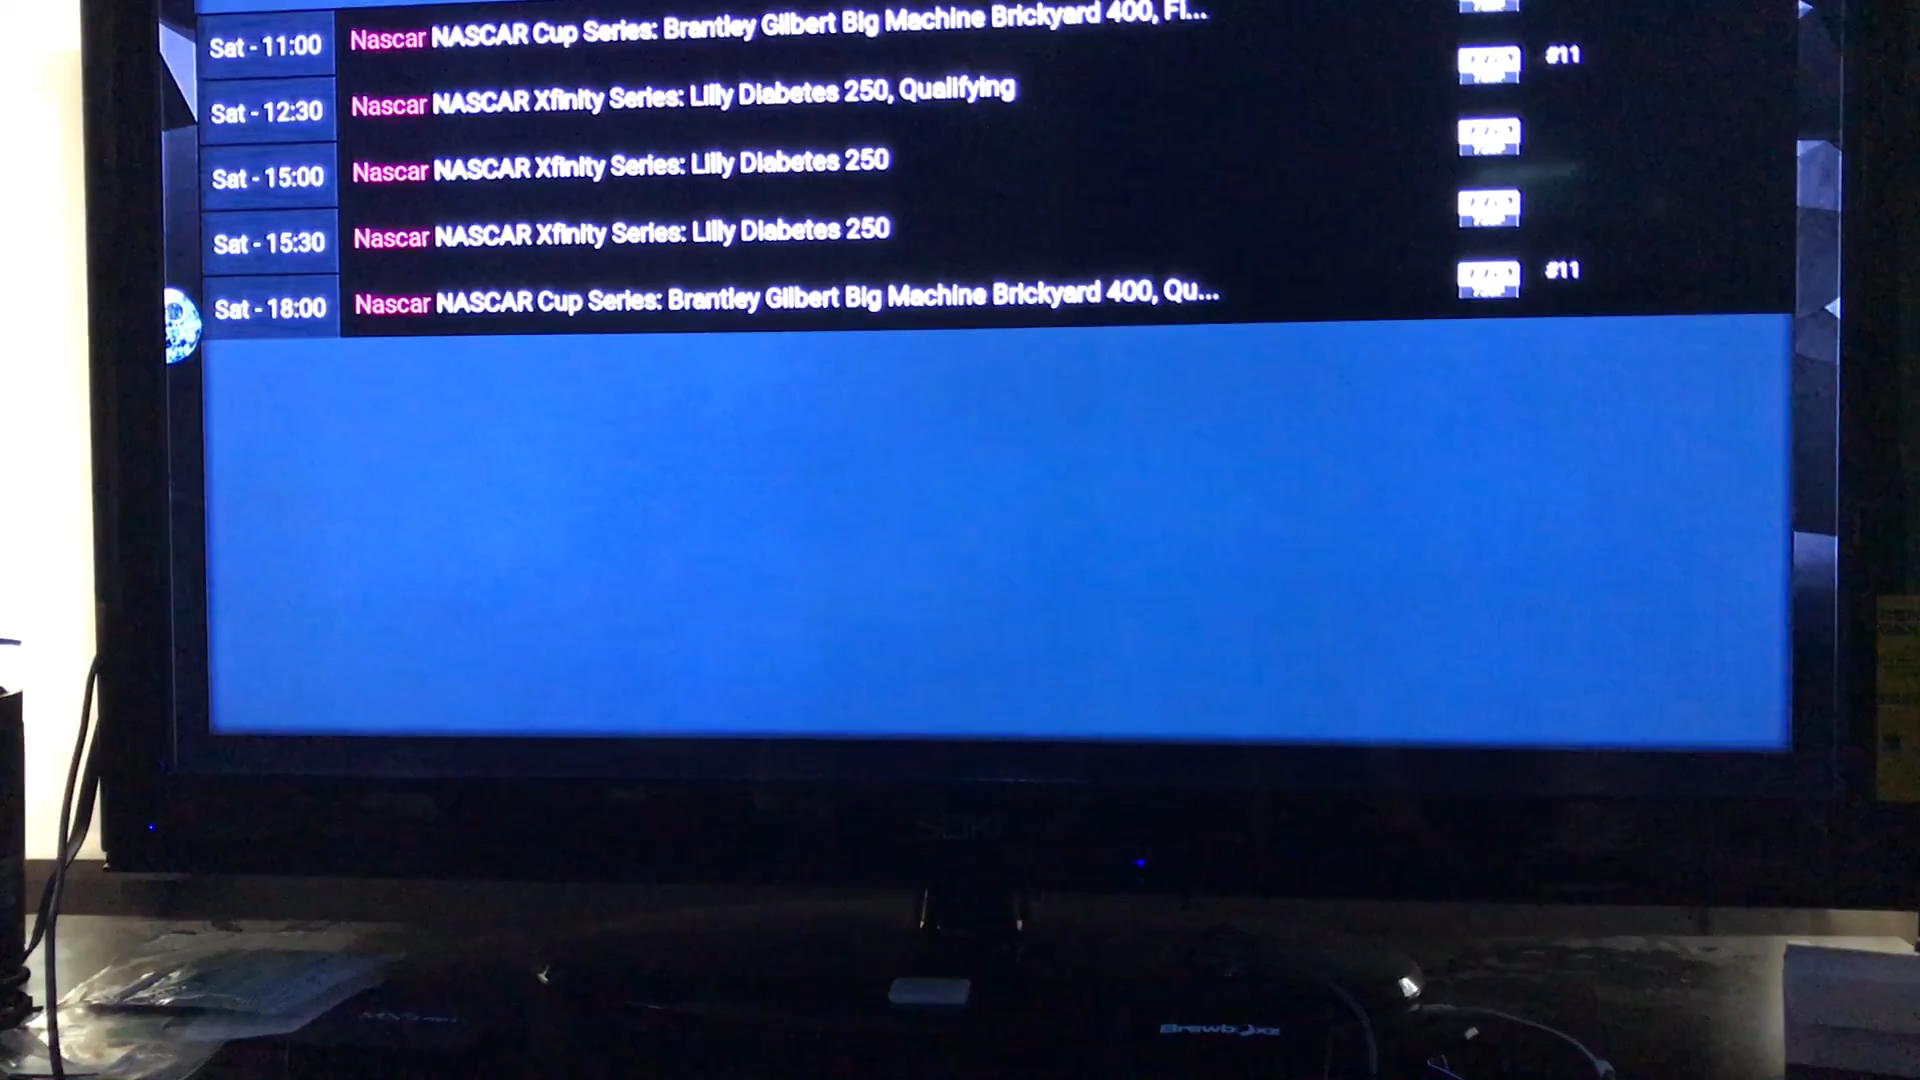 Sat - 11:00 Nascar NASCAR Cup Series: Brantley Gilbert Big Machine Brickyard 400, Fi... #11
Sat - 12:30 Nascar NASCAR Xfinity Series: Lilly Diabetes 250, Qualifying
Sat - 15:00 Nascar NASCAR Xfinity Series: Lilly Diabetes 250
Sat - 15:30 Nascar NASCAR Xfinity Series: Lilly Diabetes 250
Sat - 18:00 Nascar NASCAR Cup Series: Brantley Gilbert Big Machine Brickyard 400, Qu... #11
SEIKI
Brewboxz